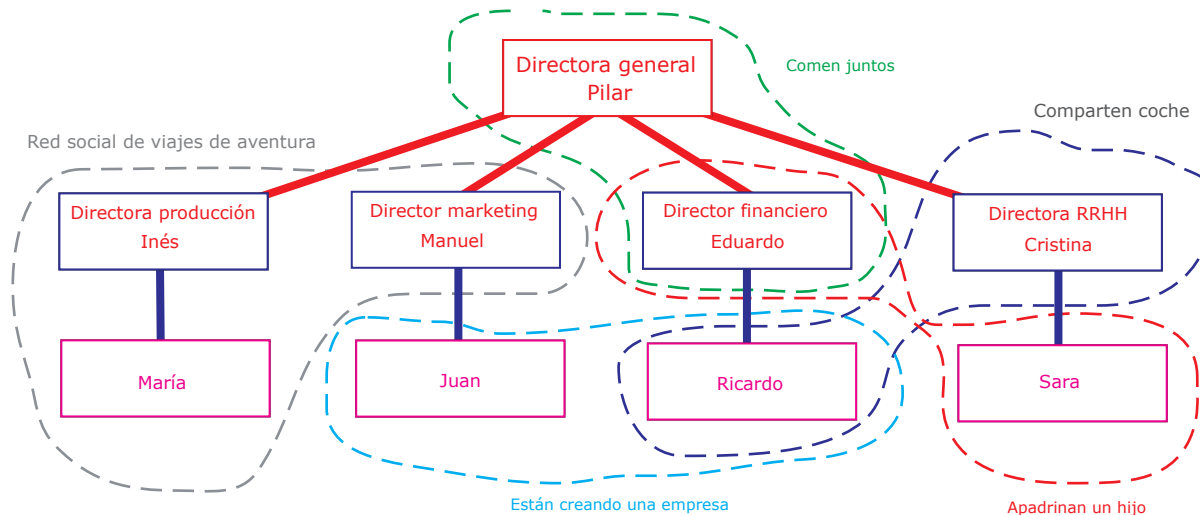 Directora general
Pilar
Comen juntos
Comparten coche
Red social de viajes de aventura
Directora producción
Inés
Director marketing
Manuel
Director financiero
Eduardo
Directora RRHH
Cristina
María
Juan
Ricardo
Sara
Están creando una empresa
Apadrinan un hijo